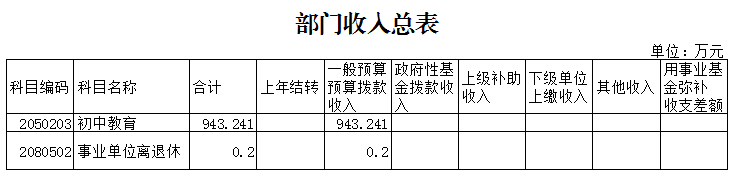 部门收入总表
单位：万元
科目编码 科目名称 合计 上年结转 一般预算预算拨款收入 政府性基金拨款收入 上级补助收入 下级单位上缴收入 其他收入 用事业基金弥补收支差额
2050203 初中教育 943.241 943.241
2080502 事业单位离退休 0.2 0.2